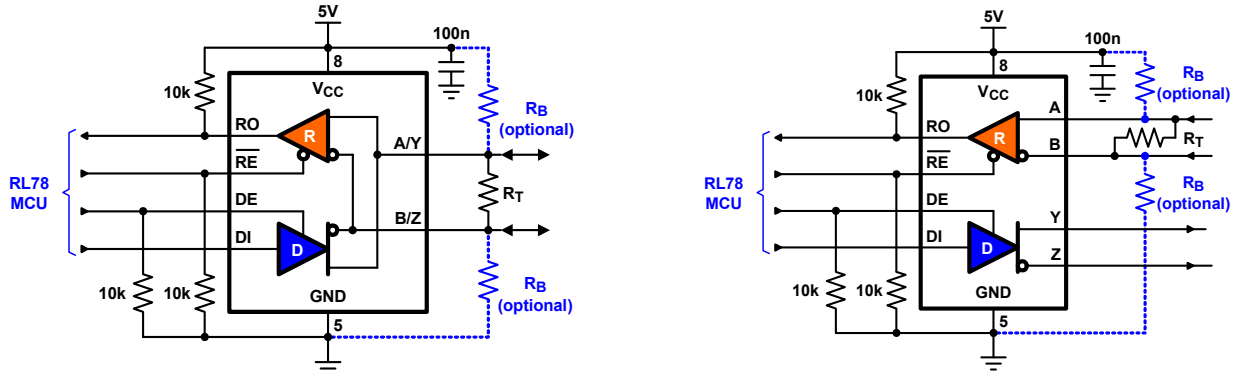 5V
100n
8
VCC
10k
RB
(optional)
RO
R
A/Y
RE
RL78
MCU
RT
DE
B/Z
DI
D
10k
10k
GND
RB
(optional)
5
5V
100n
8
VCC
10k
RB
(optional)
A
RO
R
RT
B
RE
RL78
MCU
RB
(optional)
DE
Y
DI
D
Z
10k
10k
GND
5